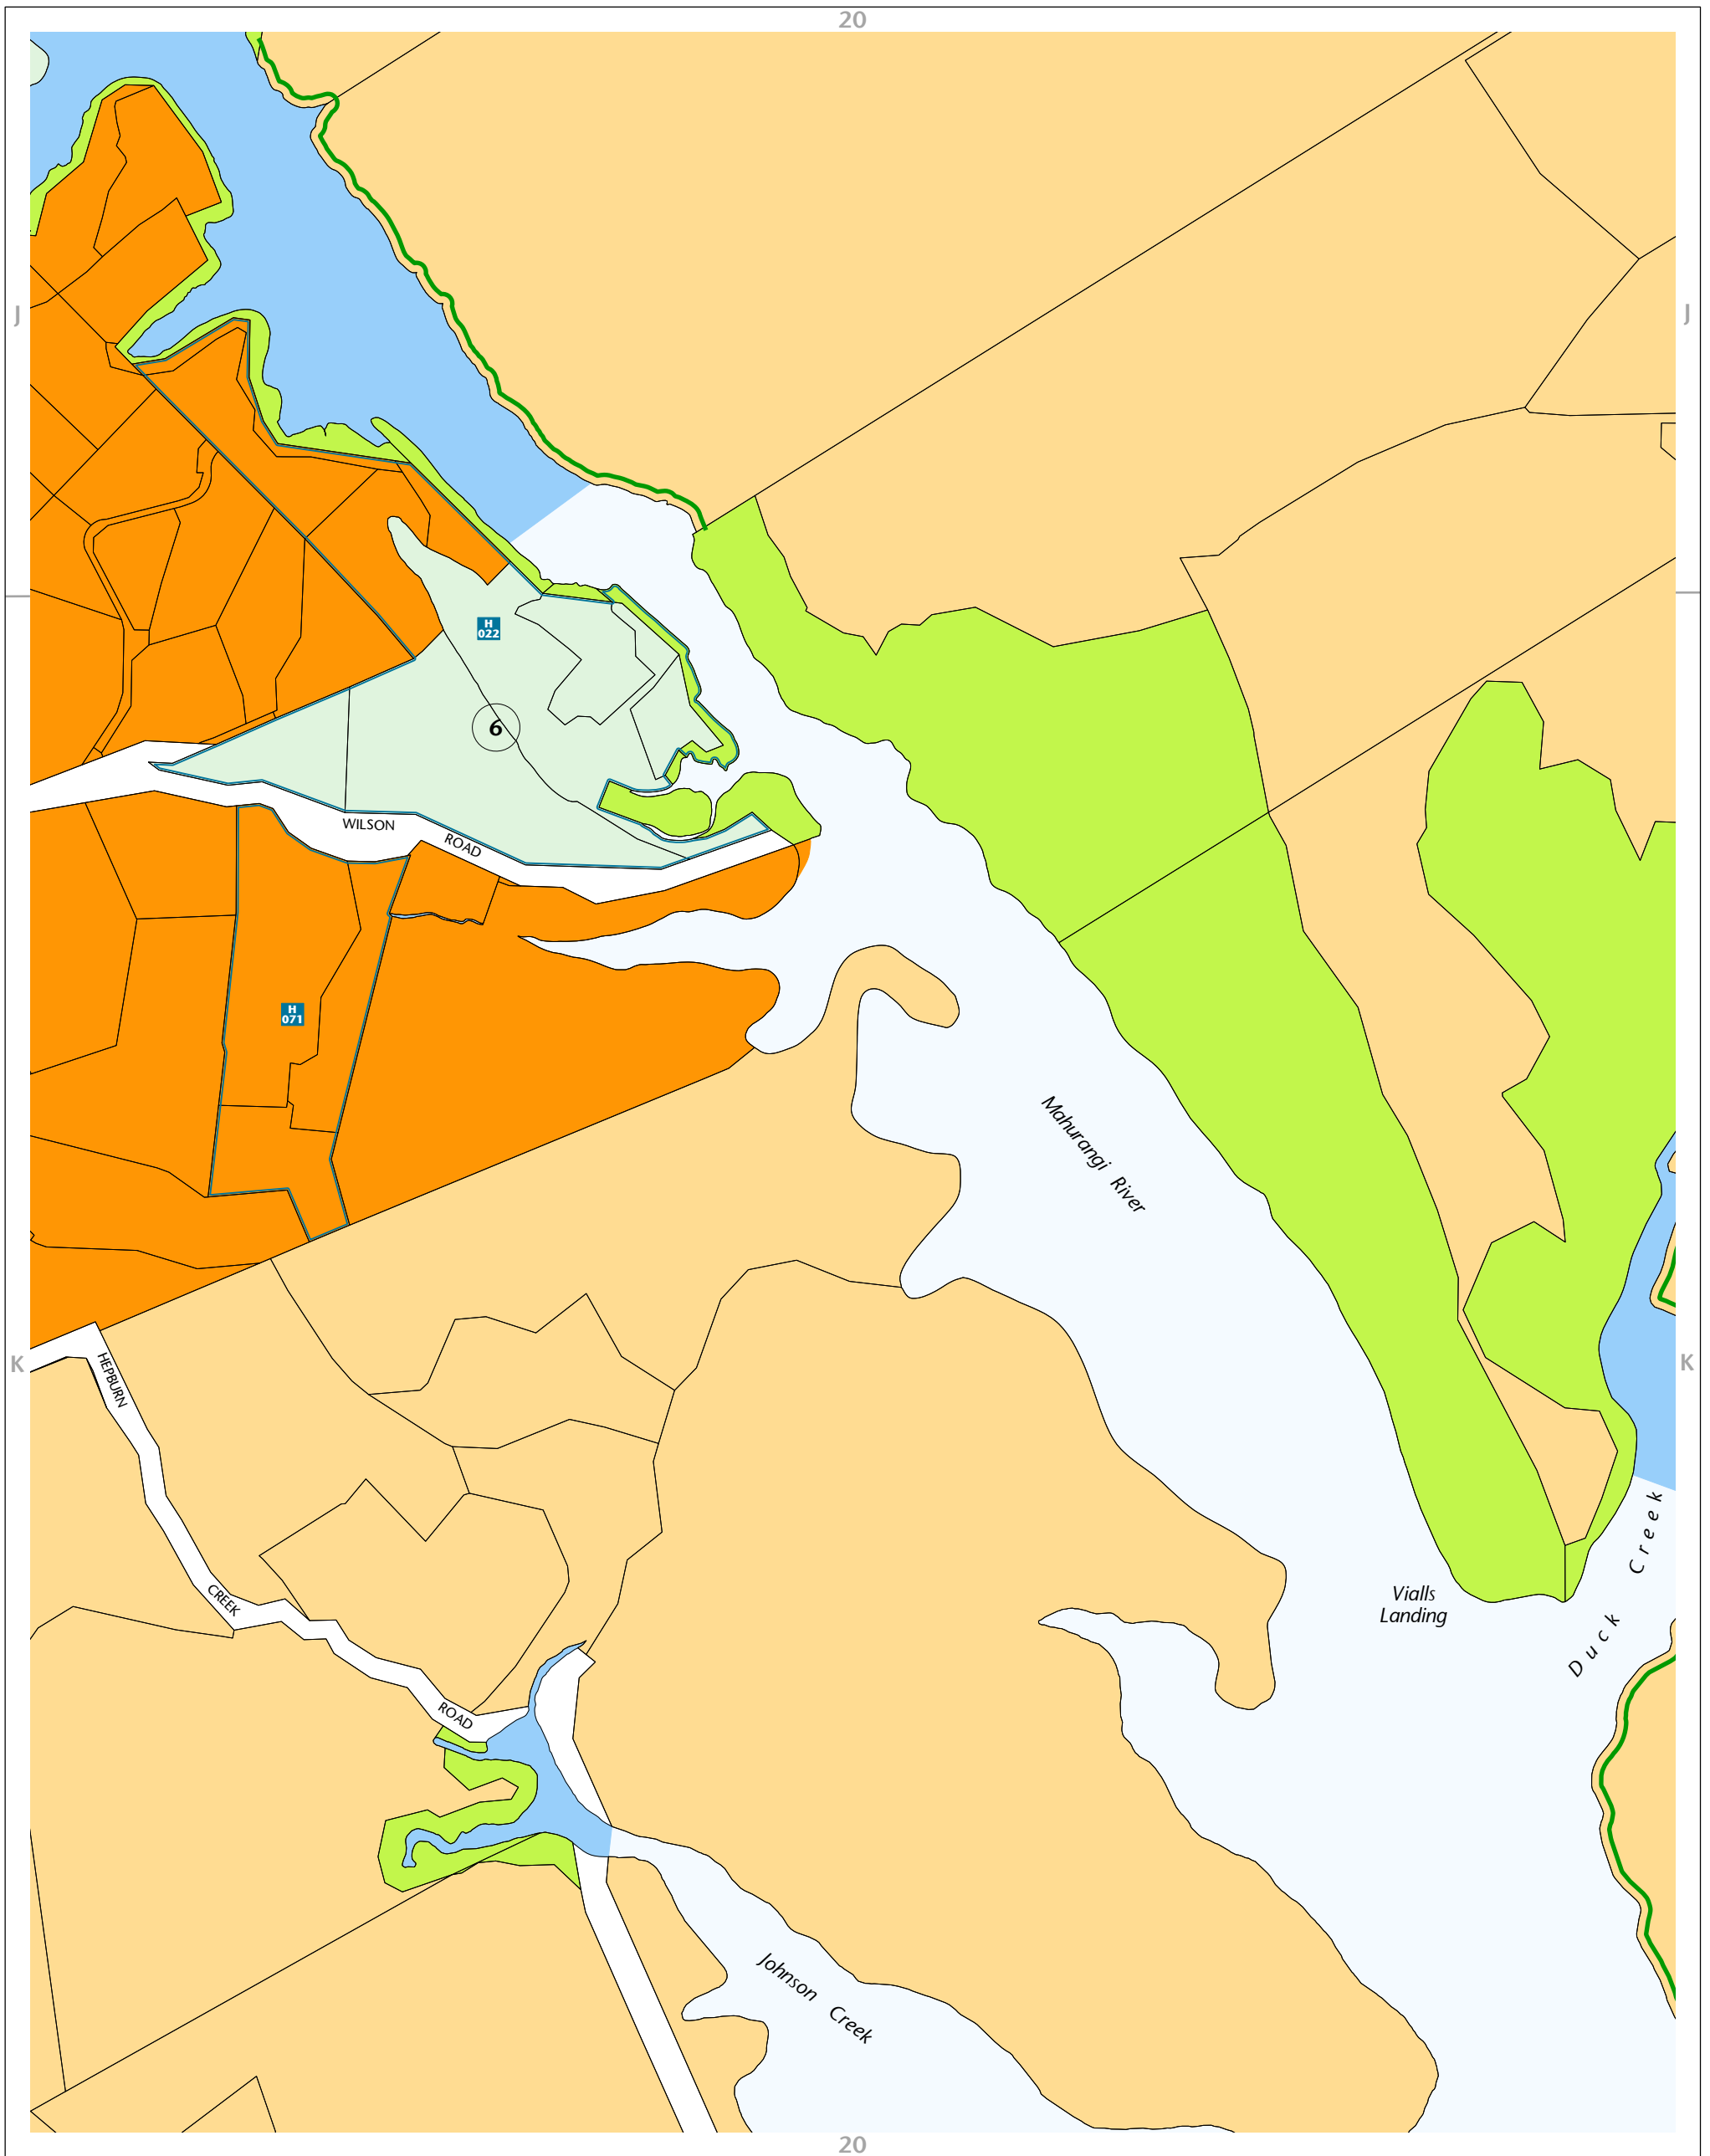 20
J
J
H
022
6
WILSON
ROAD
H
071
Mahurangi River
K
K
HEPBURN
CREEK
ROAD
Vialls
Landing
Duck Creek
Johnson Creek
20